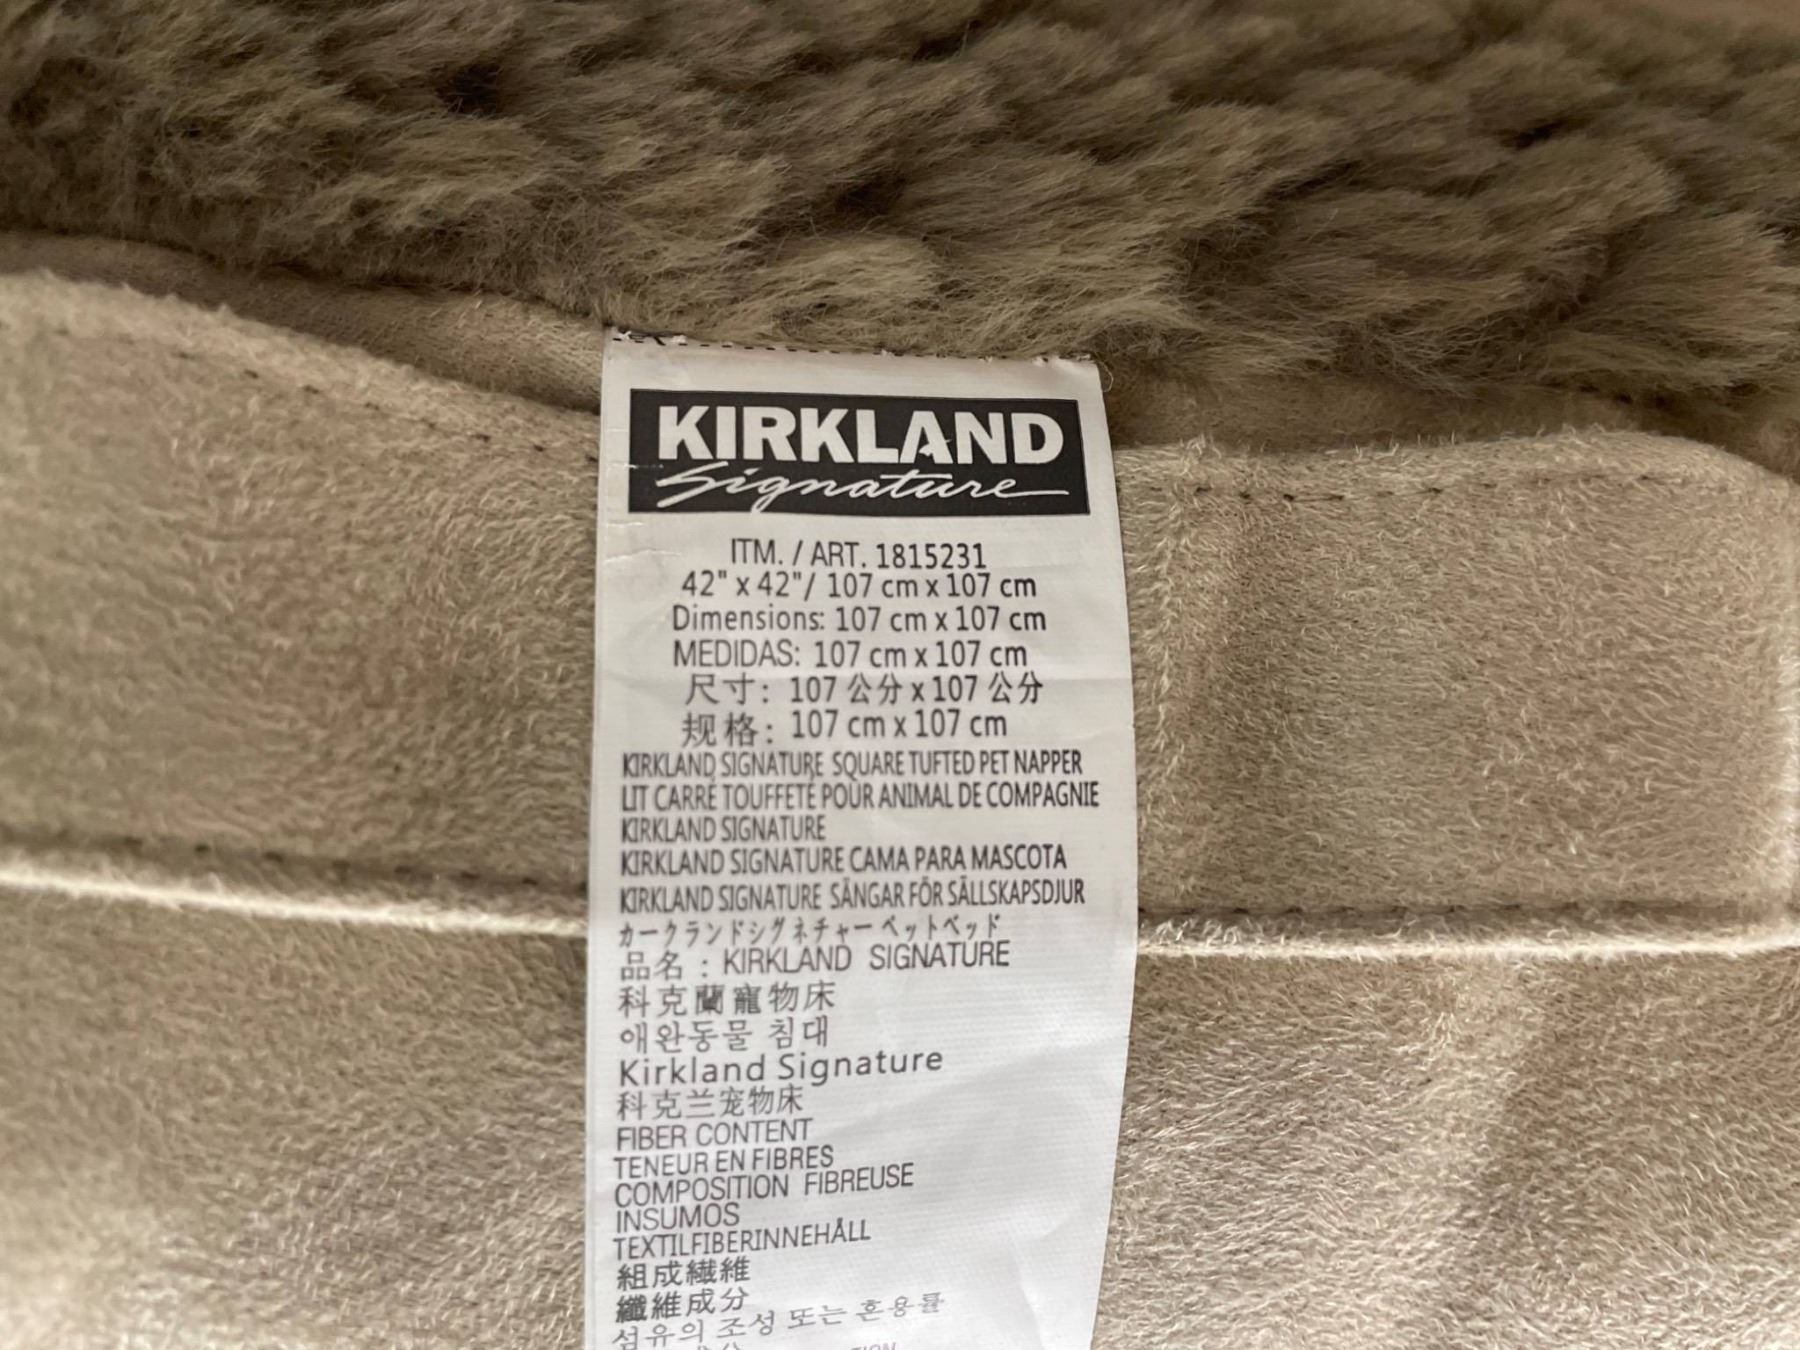 KIRKLAND
Signature
ITM. / ART. 1815231
42" x 42"/ 107 cm x 107 cm
Dimensions: 107 cm x 107 cm
MEDIDAS: 107 cm x 107 cm
尺寸: 107 公分 x 107 公分
规格: 107 cm x 107 cm
KIRKLAND SIGNATURE SQUARE TUFTED PET NAPPER
LIT CARRÉ TOUFFETÉ POUR ANIMAL DE COMPAGNIE
KIRKLAND SIGNATURE
KIRKLAND SIGNATURE CAMA PARA MASCOTA
KIRKLAND SIGNATURE SÄNGAR FÖR SÄLLSKAPSDJUR
カークランドシグネチャーペットベッド
品名 : KIRKLAND SIGNATURE
科克蘭寵物床
애완동물 침대
Kirkland Signature
科克兰宠物床
FIBER CONTENT
TENEUR EN FIBRES
COMPOSITION FIBREUSE
INSUMOS
TEXTILFIBERINNEHÅLL
組成繊維
纖維成分
섬유의 조성 또는 혼용률